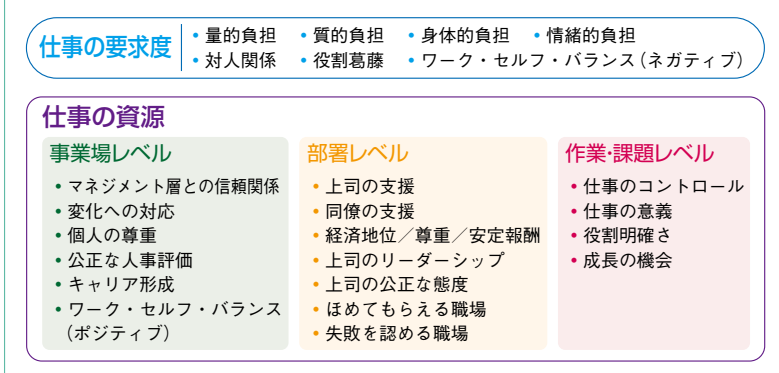 仕事の要求度
・量的負担 ・質的負担 ・身体的負担 ・情緒的負担
・対人関係 ・役割葛藤 ・ワーク・セルフ・バランス（ネガティブ）
仕事の資源
事業場レベル
・マネジメント層との信頼関係
・変化への対応
・個人の尊重
・公正な人事評価
・キャリア形成
・ワーク・セルフ・バランス
（ポジティブ）
部署レベル
・上司の支援
・同僚の支援
・経済地位／尊重／安定報酬
・上司のリーダーシップ
・上司の公正な態度
・ほめてもらえる職場
・失敗を認める職場
作業・課題レベル
・仕事のコントロール
・仕事の意義
・役割明確さ
・成長の機会